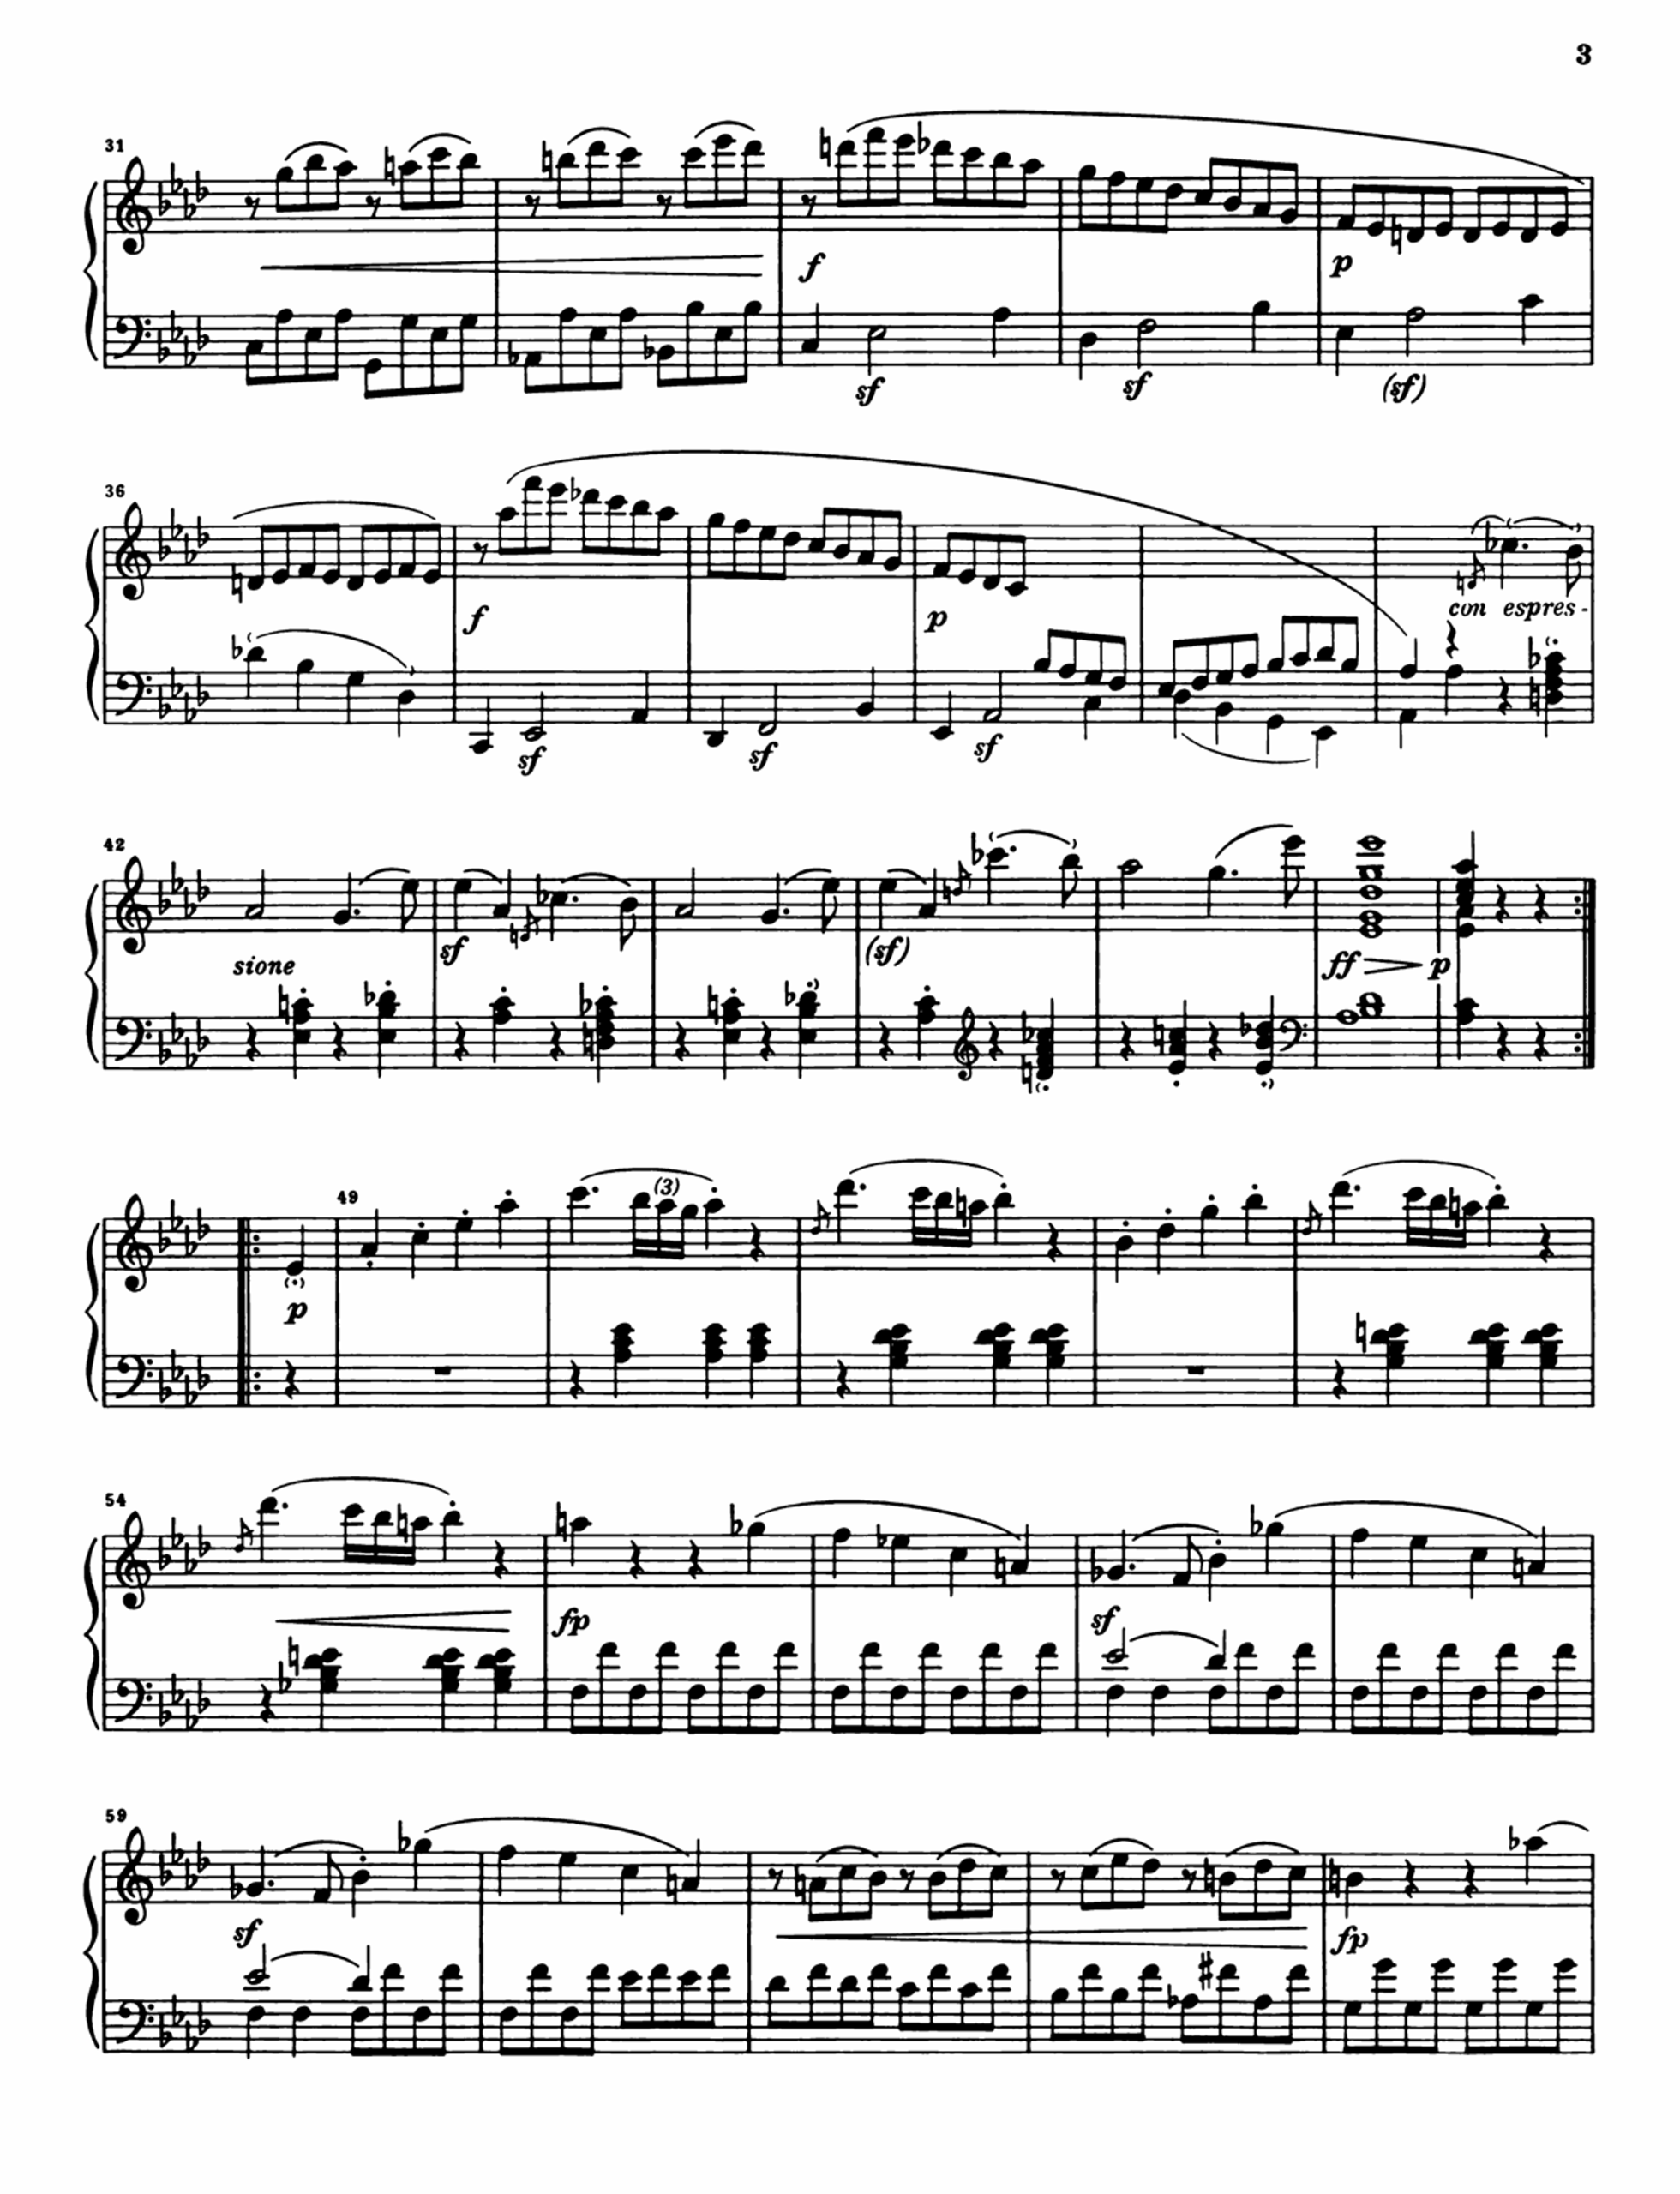 3
31
f
p
sf
sf
(sf)
36
con espres-
f
p
sf
sf
sf
42
sf
(sf)
sione
ff
p
49
(3)
p
54
fp
sf
59
sf
fp